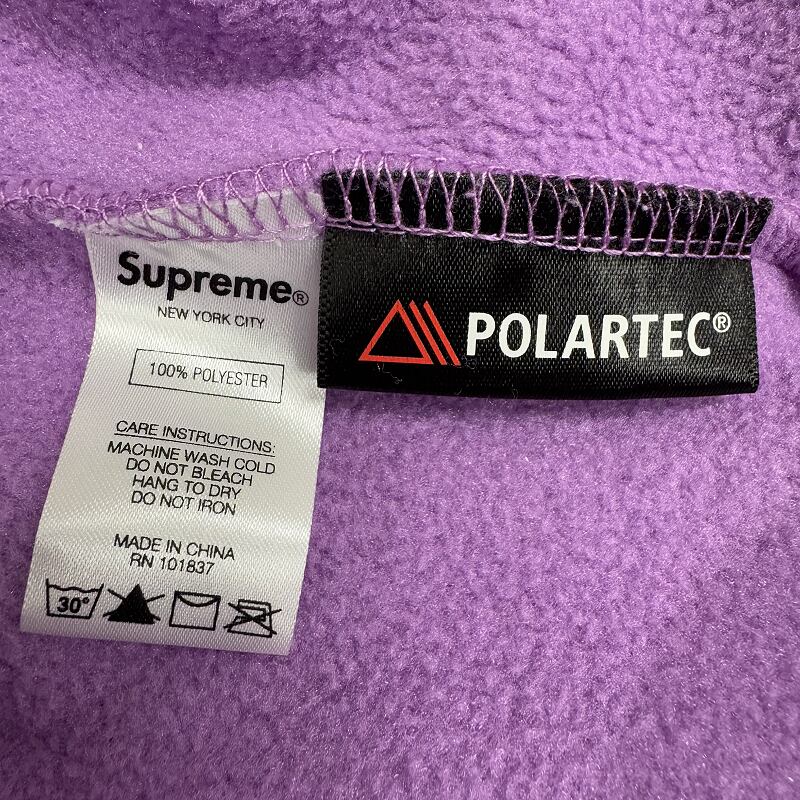 Supreme®
NEW YORK CITY
100% POLYESTER
CARE INSTRUCTIONS:
MACHINE WASH COLD
DO NOT BLEACH
HANG TO DRY
DO NOT IRON
MADE IN CHINA
RN 101837
30°
POLARTEC®